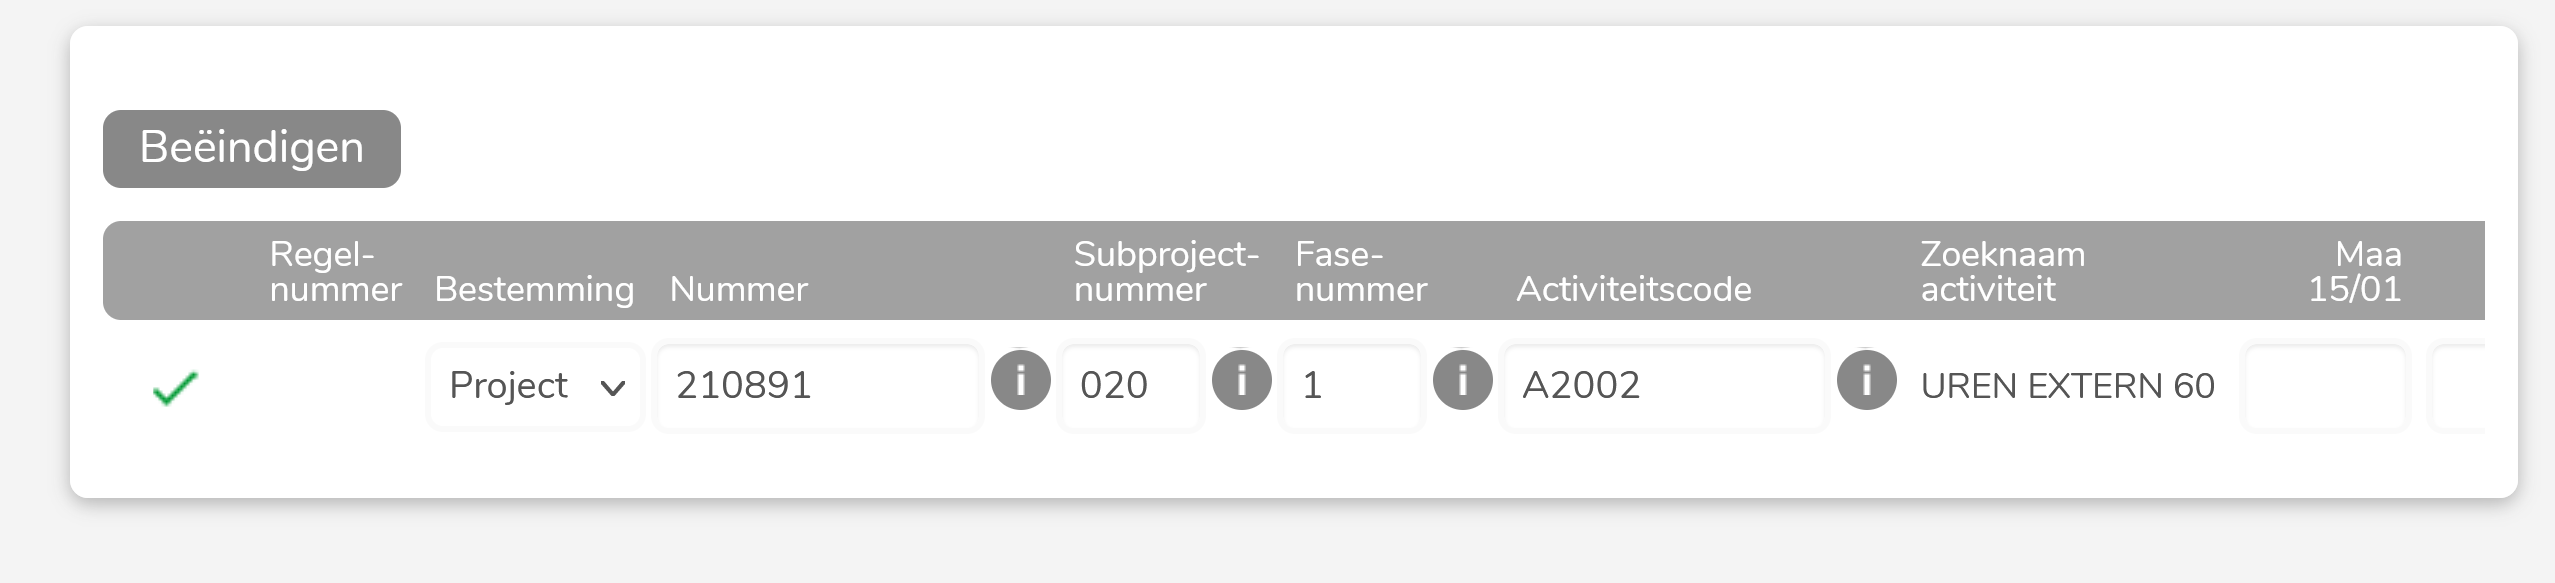 Beëindigen
Regel-
nummer
Bestemming
Nummer
Subproject-
nummer
Fase-
nummer
Activiteitscode
Zoeknaam
activiteit
Maa
15/01
Project
210891
i
020
i
1
i
A2002
i
UREN EXTERN 60